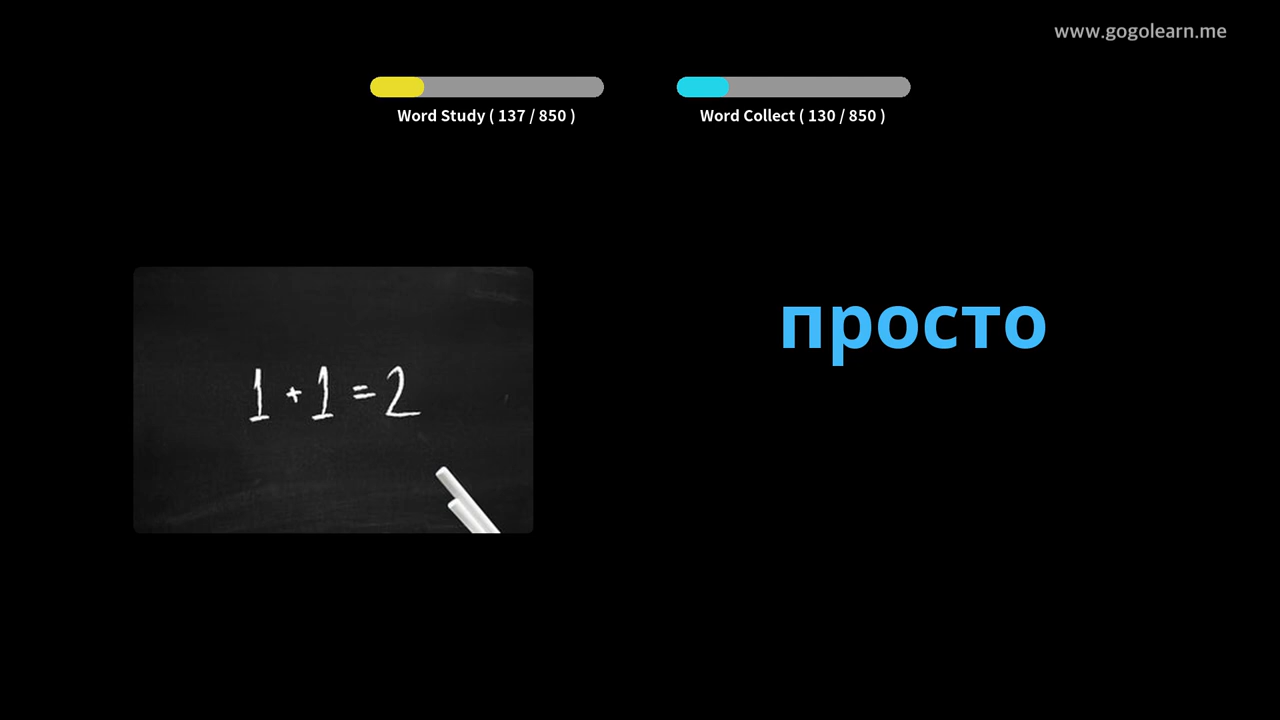 www.gogolearn.me
Word Study ( 137 / 850 )
Word Collect ( 130 / 850 )
1 + 1 = 2
просто